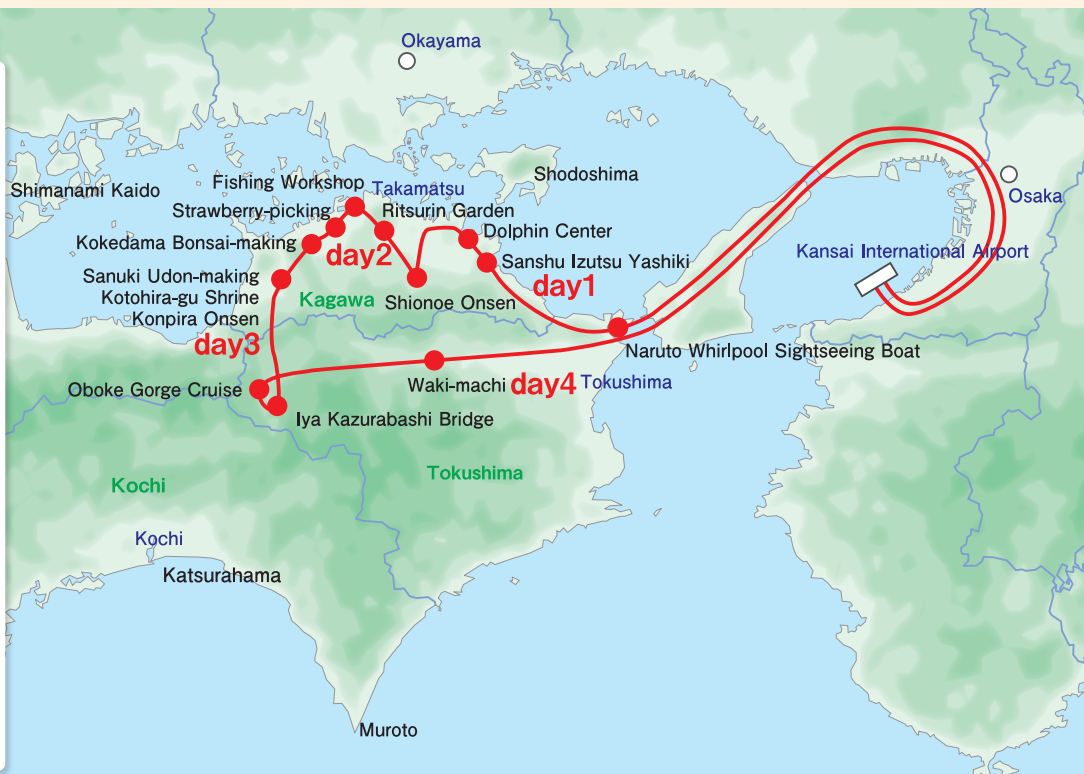 Okayama
Shimanami Kaido
Fishing Workshop
Takamatsu
Shodoshima
Osaka
Strawberry-picking
Ritsurin Garden
Kokedama Bonsai-making
Dolphin Center
Kansai International Airport
day2
Sanshu Izutsu Yashiki
Sanuki Udon-making
Kotohira-gu Shrine
Konpira Onsen
Kagawa
Shionoe Onsen
day1
day3
Naruto Whirlpool Sightseeing Boat
Oboke Gorge Cruise
Waki-machi
day4
Tokushima
Iya Kazurabashi Bridge
Tokushima
Kochi
Kochi
Katsurahama
Muroto